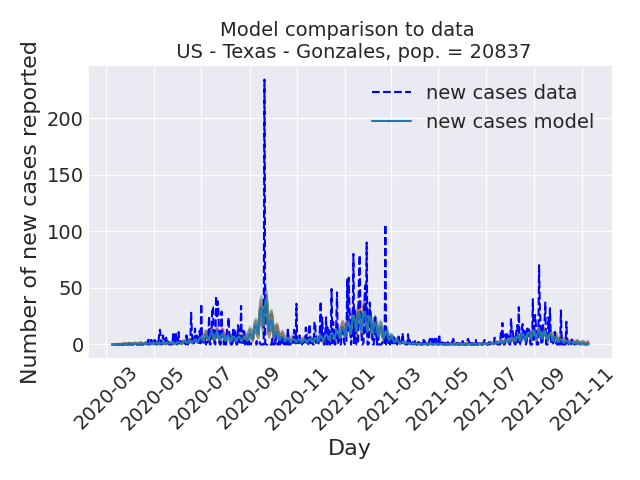 Model comparison to data
US - Texas - Gonzales, pop. = 20837
new cases data
new cases model
Number of new cases reported
200
150
100
50
0
2020-03
2020-05
2020-07
2020-09
2020-11
2021-01
2021-03
2021-05
2021-07
2021-09
2021-11
Day